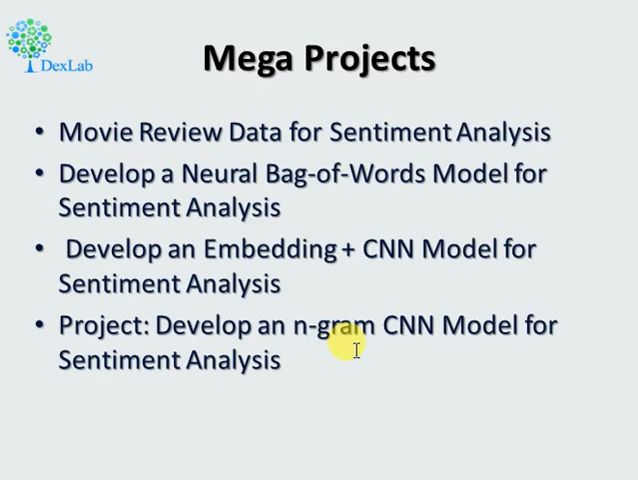 DexLab
Mega Projects
• Movie Review Data for Sentiment Analysis
• Develop a Neural Bag-of-Words Model for
Sentiment Analysis
• Develop an Embedding + CNN Model for
Sentiment Analysis
• Project: Develop an n-gram CNN Model for
Sentiment Analysis